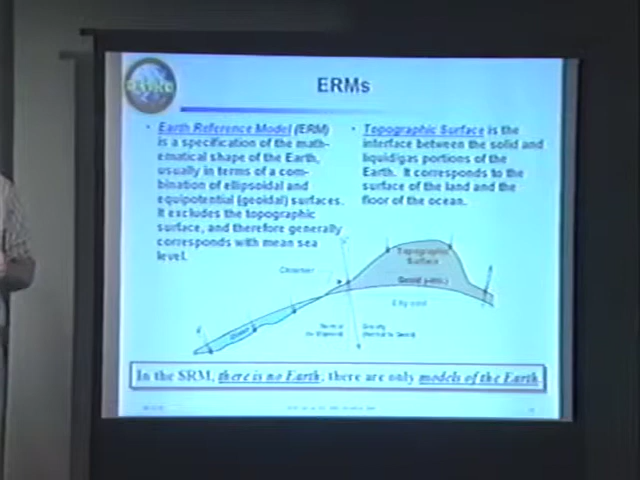 ERMs
• Earth Reference Model (ERM)
is a specification of the math-
ematical shape of the Earth,
usually in terms of a com-
bination of ellipsoidal and
equipotential (geoidal) surfaces.
It excludes the topographic
surface, and therefore generally
corresponds with mean sea
level.
• Topographic Surface is the
interface between the solid and
liquid/gas portions of the
Earth. It corresponds to the
surface of the land and the
floor of the ocean.
Topographic
Surface
Geoid
Ellipsoid
Ocean
Gravity
In the SRM, there is no Earth, there are only models of the Earth.